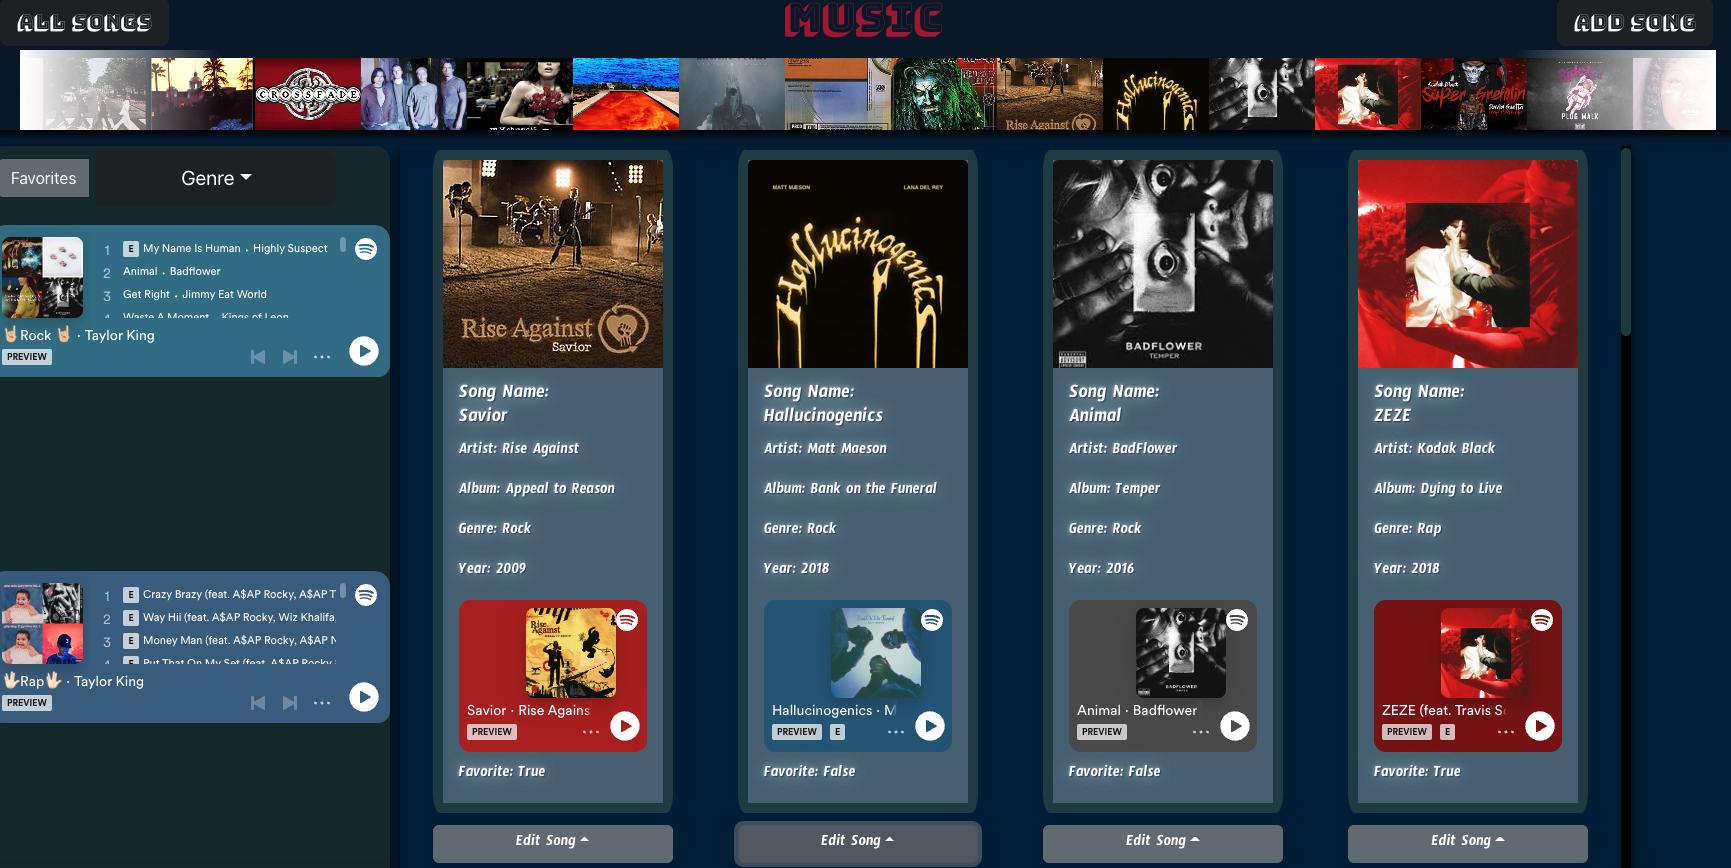 ALL SONGS
MUSIC
ADD SONG
CROSSFADE
Rise Against
Hallucinogenics
Super Gremlin
PLUG WALK
Favorites
Genre
1 E My Name Is Human · Highly Suspect
2 Animal · Badflower
3 Get Right · Jimmy Eat World
4 Waste A Moment · Kings of Leon
🤘Rock 🤘 · Taylor King
PREVIEW
1 E Crazy Brazy (feat. A$AP Rocky, A$AP T
2 E Way Hii (feat. A$AP Rocky, Wiz Khalifa,
3 E Money Man (feat. A$AP Rocky, A$AP N
4 E Put That On My Set (feat. A$AP Rocky
🖖Rap🖖 · Taylor King
PREVIEW
Rise Against
Savior
Song Name:
Savior
Artist: Rise Against
Album: Appeal to Reason
Genre: Rock
Year: 2009
Rise Against
Savior · Rise Agains
PREVIEW
Favorite: True
Edit Song
MATT MAESON LANA DEL REY
Hallucinogenics
Song Name:
Hallucinogenics
Artist: Matt Maeson
Album: Bank on the Funeral
Genre: Rock
Year: 2018
Hallucinogenics · M
PREVIEW E
Favorite: False
Edit Song
BADFLOWER
TEMPER
Song Name:
Animal
Artist: BadFlower
Album: Temper
Genre: Rock
Year: 2016
BADFLOWER
Animal · Badflower
PREVIEW
Favorite: False
Edit Song
Song Name:
ZEZE
Artist: Kodak Black
Album: Dying to Live
Genre: Rap
Year: 2018
ZEZE (feat. Travis Sc
PREVIEW E
Favorite: True
Edit Song